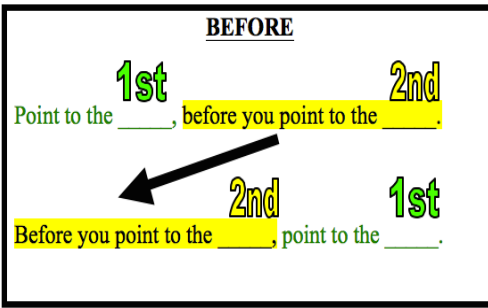 BEFORE
1st 2nd
Point to the _____, before you point to the _____.
2nd 1st
Before you point to the _____, point to the _____.